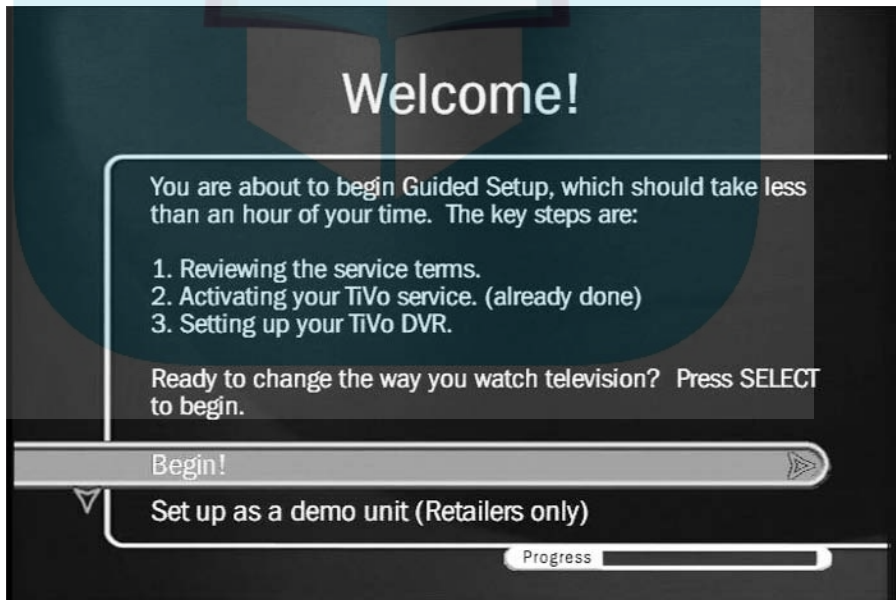 Welcome!
You are about to begin Guided Setup, which should take less
than an hour of your time. The key steps are:
1. Reviewing the service terms.
2. Activating your TiVo service. (already done)
3. Setting up your TiVo DVR.
Ready to change the way you watch television? Press SELECT
to begin.
Begin!
Set up as a demo unit (Retailers only)
Progress